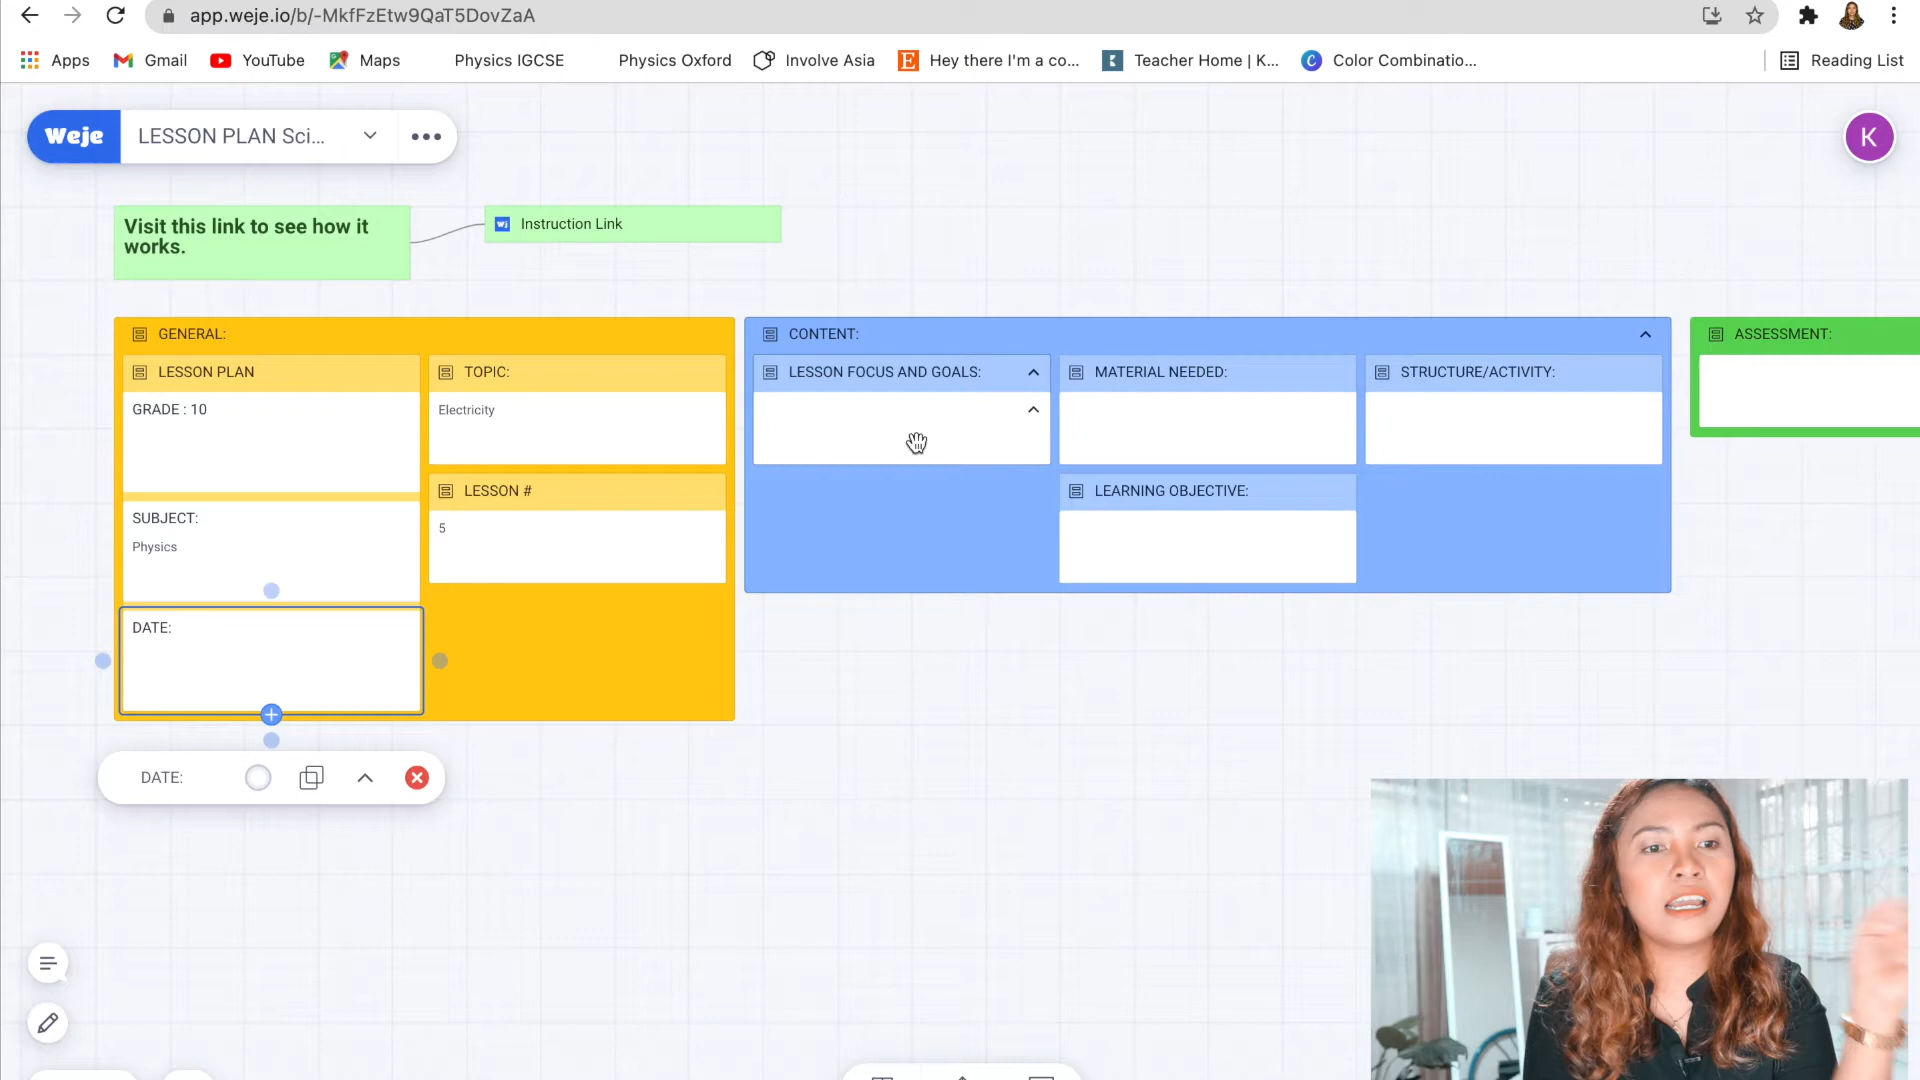 app.weje.io/b/-MkfFzEtw9QaT5DovZaA
Apps Gmail YouTube Maps Physics IGCSE Physics Oxford Involve Asia Hey there I'm a co... Teacher Home | K... Color Combinatio... Reading List
Weje LESSON PLAN Sci... K
Visit this link to see how it
works.
Instruction Link
GENERAL:
LESSON PLAN
GRADE : 10
SUBJECT:
Physics
DATE:
TOPIC:
Electricity
LESSON #
5
CONTENT:
LESSON FOCUS AND GOALS:
MATERIAL NEEDED:
LEARNING OBJECTIVE:
STRUCTURE/ACTIVITY:
ASSESSMENT:
DATE: